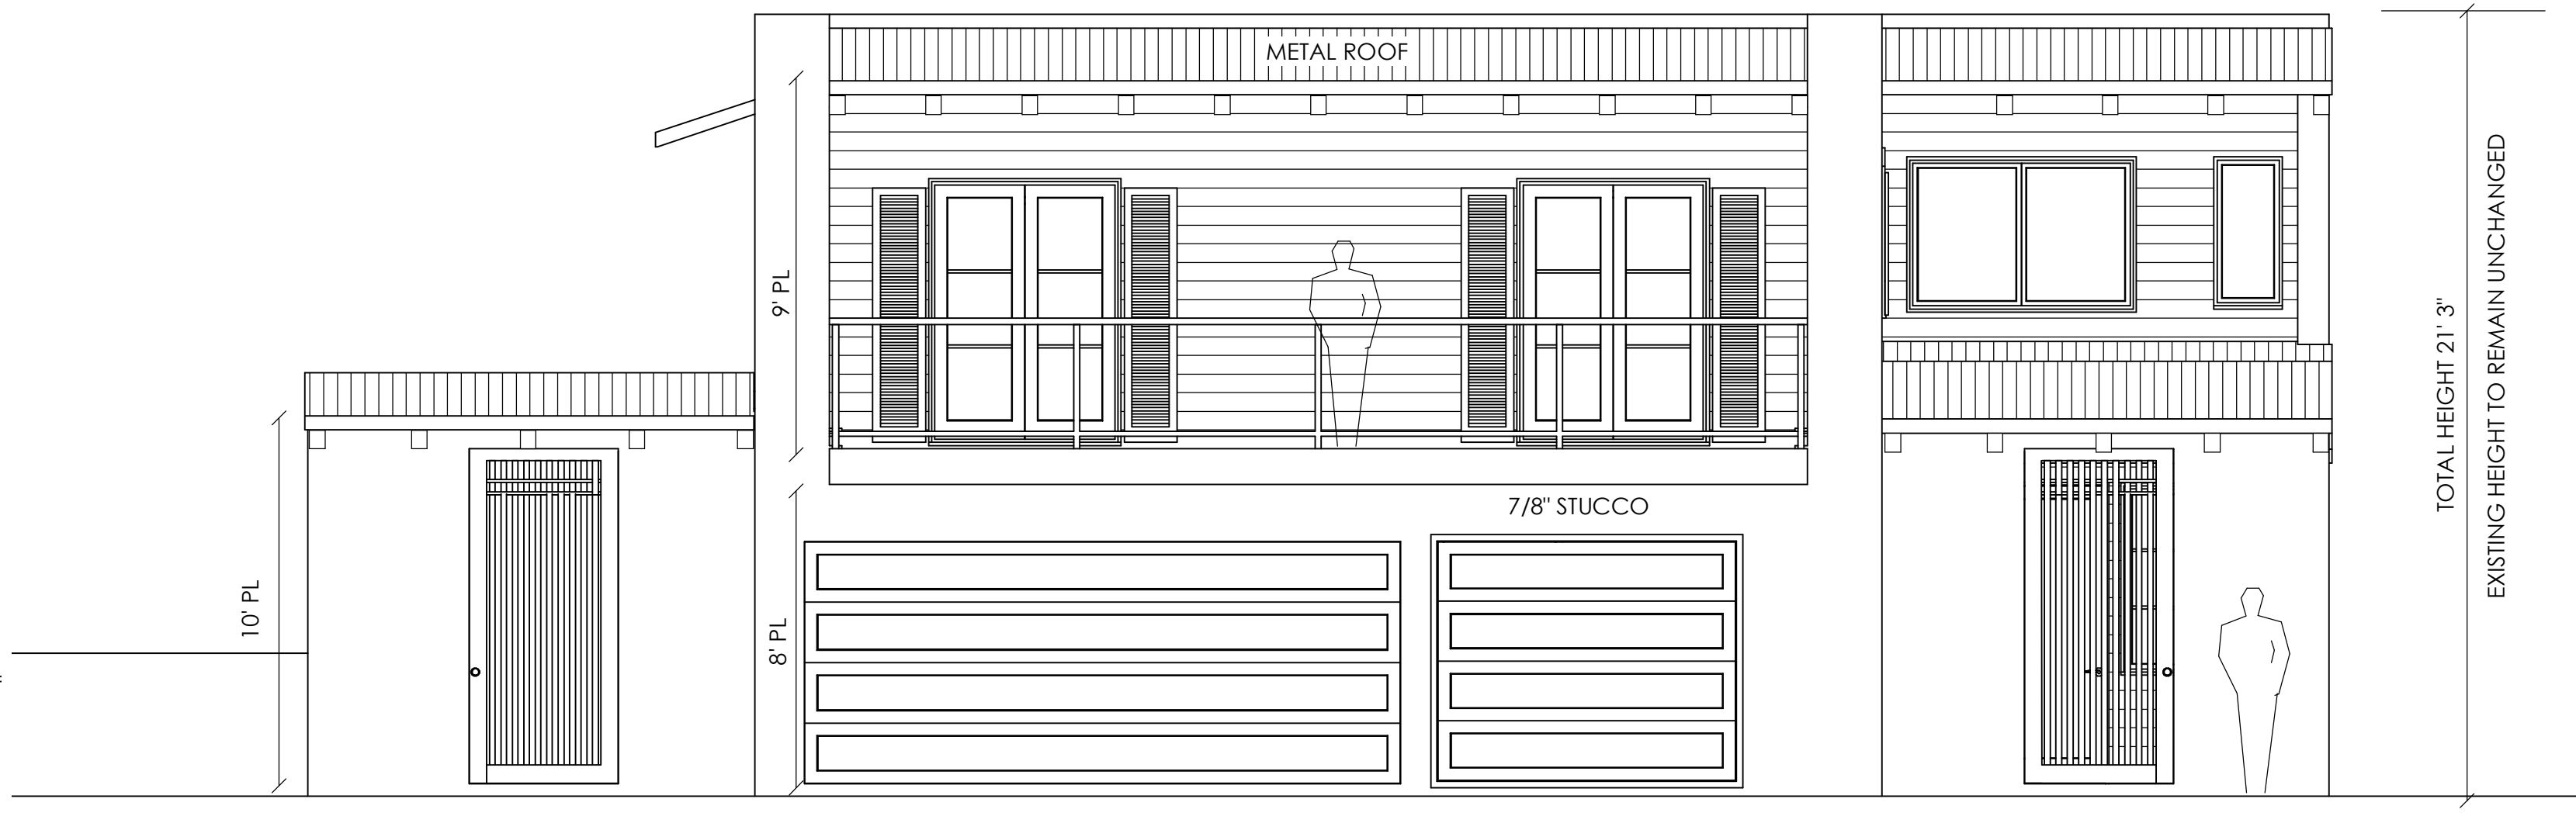 METAL ROOF
9' PL
10' PL
8' PL
7/8" STUCCO
TOTAL HEIGHT 21' 3"
EXISTING HEIGHT TO REMAIN UNCHANGED